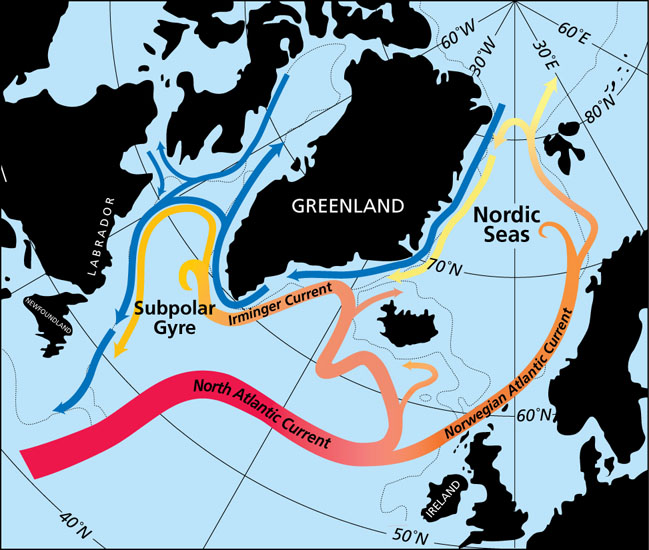 60˚W
30˚W
60˚E
30˚E
80˚N
GREENLAND
LABRADOR
Nordic
Seas
70˚N
NEWFOUNDLAND
Subpolar
Gyre
Irminger Current
North Atlantic Current
Norwegian Atlantic Current
60˚N
IRELAND
40˚N
50˚N